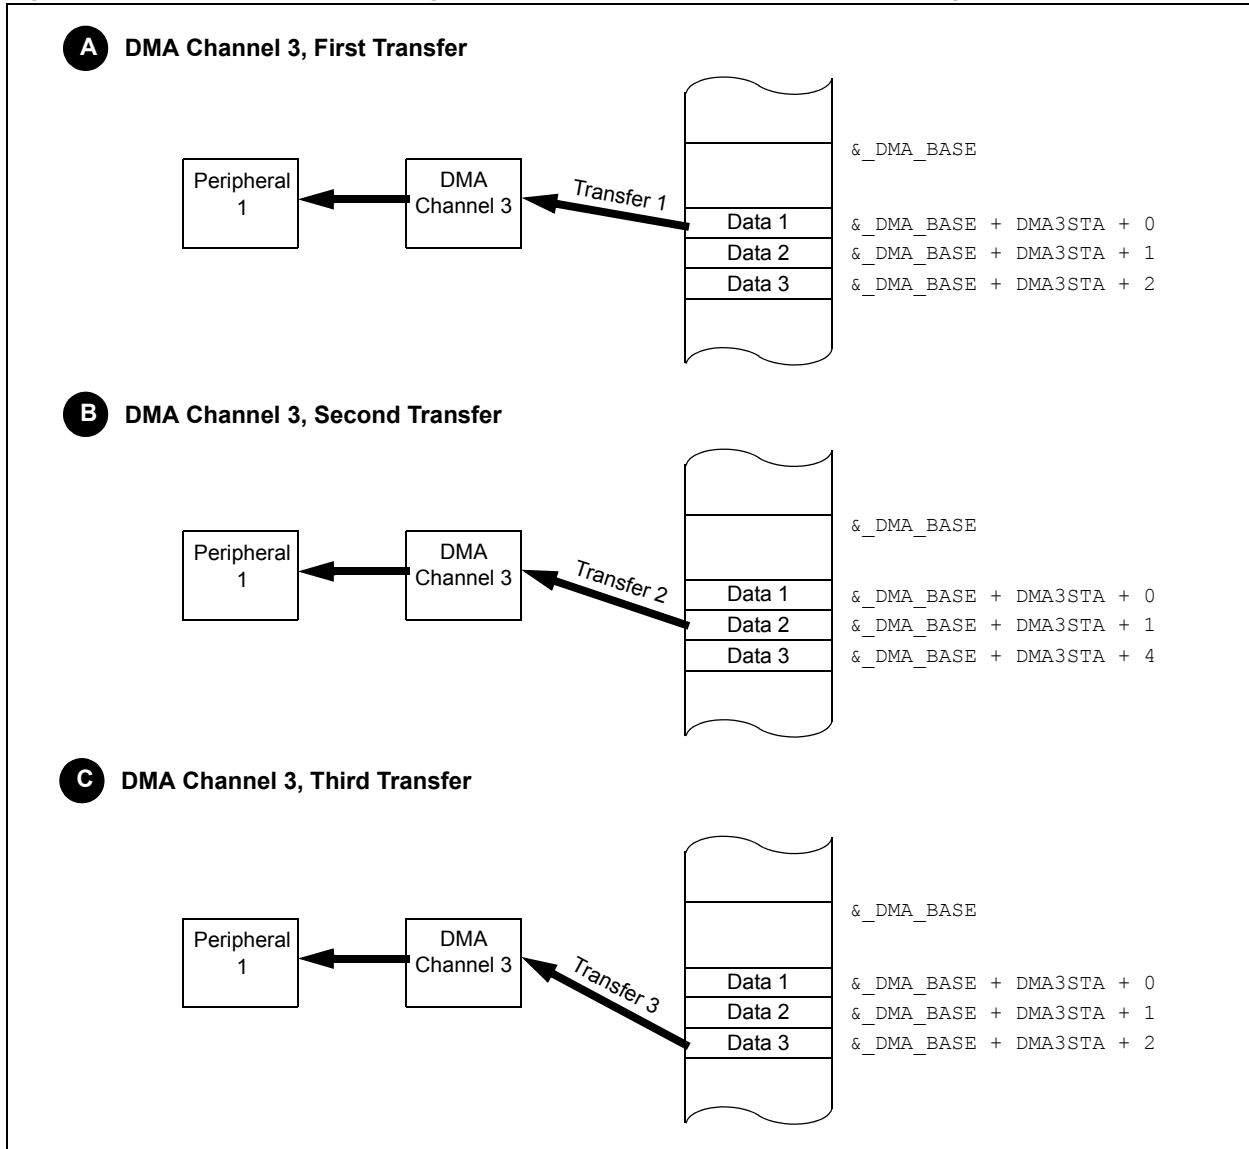 A DMA Channel 3, First Transfer
&_DMA_BASE
Peripheral
1
DMA
Channel 3
Transfer 1
Data 1 &_DMA_BASE + DMA3STA + 0
Data 2 &_DMA_BASE + DMA3STA + 1
Data 3 &_DMA_BASE + DMA3STA + 2
B DMA Channel 3, Second Transfer
&_DMA_BASE
Peripheral
1
DMA
Channel 3
Transfer 2
Data 1 &_DMA_BASE + DMA3STA + 0
Data 2 &_DMA_BASE + DMA3STA + 1
Data 3 &_DMA_BASE + DMA3STA + 4
C DMA Channel 3, Third Transfer
&_DMA_BASE
Peripheral
1
DMA
Channel 3
Transfer 3
Data 1 &_DMA_BASE + DMA3STA + 0
Data 2 &_DMA_BASE + DMA3STA + 1
Data 3 &_DMA_BASE + DMA3STA + 2